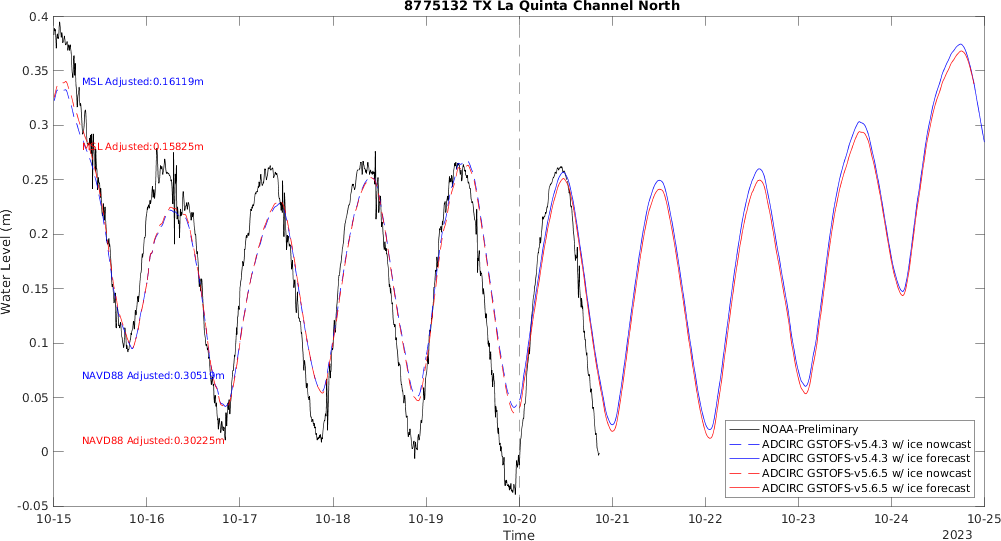 8775132 TX La Quinta Channel North
0.4
0.35
0.3
0.25
0.2
0.15
0.1
0.05
0
-0.05
Water Level (m)
MSL Adjusted:0.16119m
MSL Adjusted:0.15825m
NAVD88 Adjusted:0.30519m
NAVD88 Adjusted:0.30225m
NOAA-Preliminary
ADCIRC GSTOFS-v5.4.3 w/ ice nowcast
ADCIRC GSTOFS-v5.4.3 w/ ice forecast
ADCIRC GSTOFS-v5.6.5 w/ ice nowcast
ADCIRC GSTOFS-v5.6.5 w/ ice forecast
10-15 10-16 10-17 10-18 10-19 10-20 10-21 10-22 10-23 10-24 10-25
Time
2023